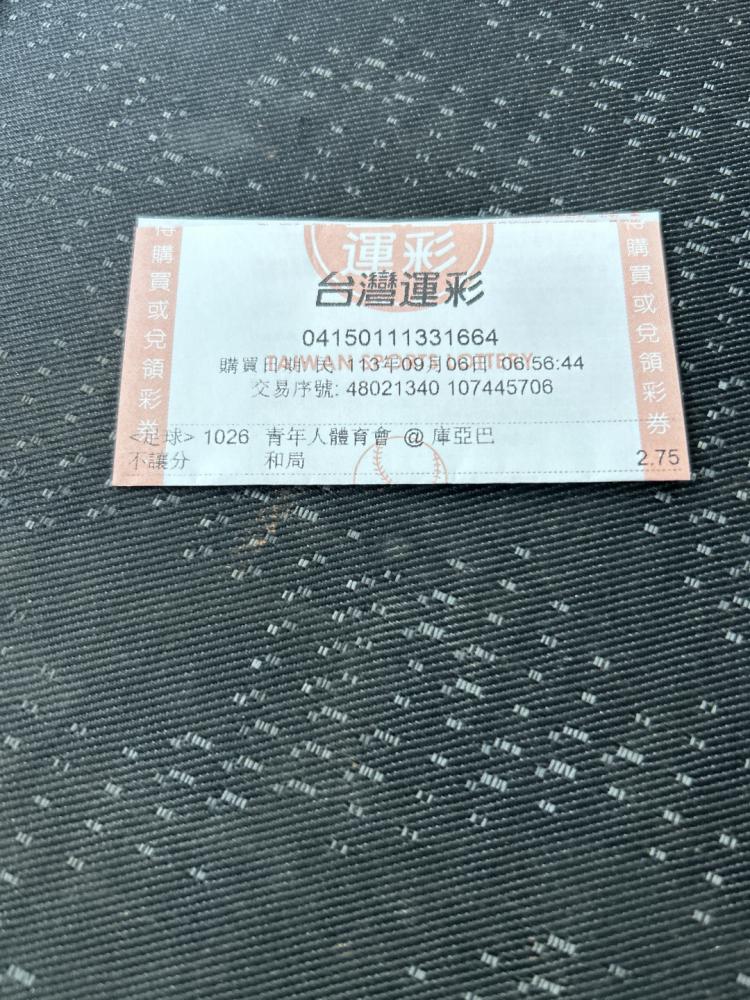 運彩
台灣運彩
04150111331664
TAIWAN SPORTS LOTTERY
購買日期:民 113年09月06日 06:56:44
交易序號: 48021340 107445706
得購買或兌領彩券
得購買或兌領彩券
<足球> 1026 青年人體育會 @ 庫亞巴
不讓分 和局 2.75